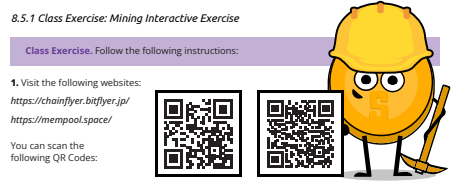 8.5.1 Class Exercise: Mining Interactive Exercise
Class Exercise. Follow the following instructions:
1. Visit the following websites:
https://chainflyer.bitflyer.jp/
https://mempool.space/
You can scan the
following QR Codes: